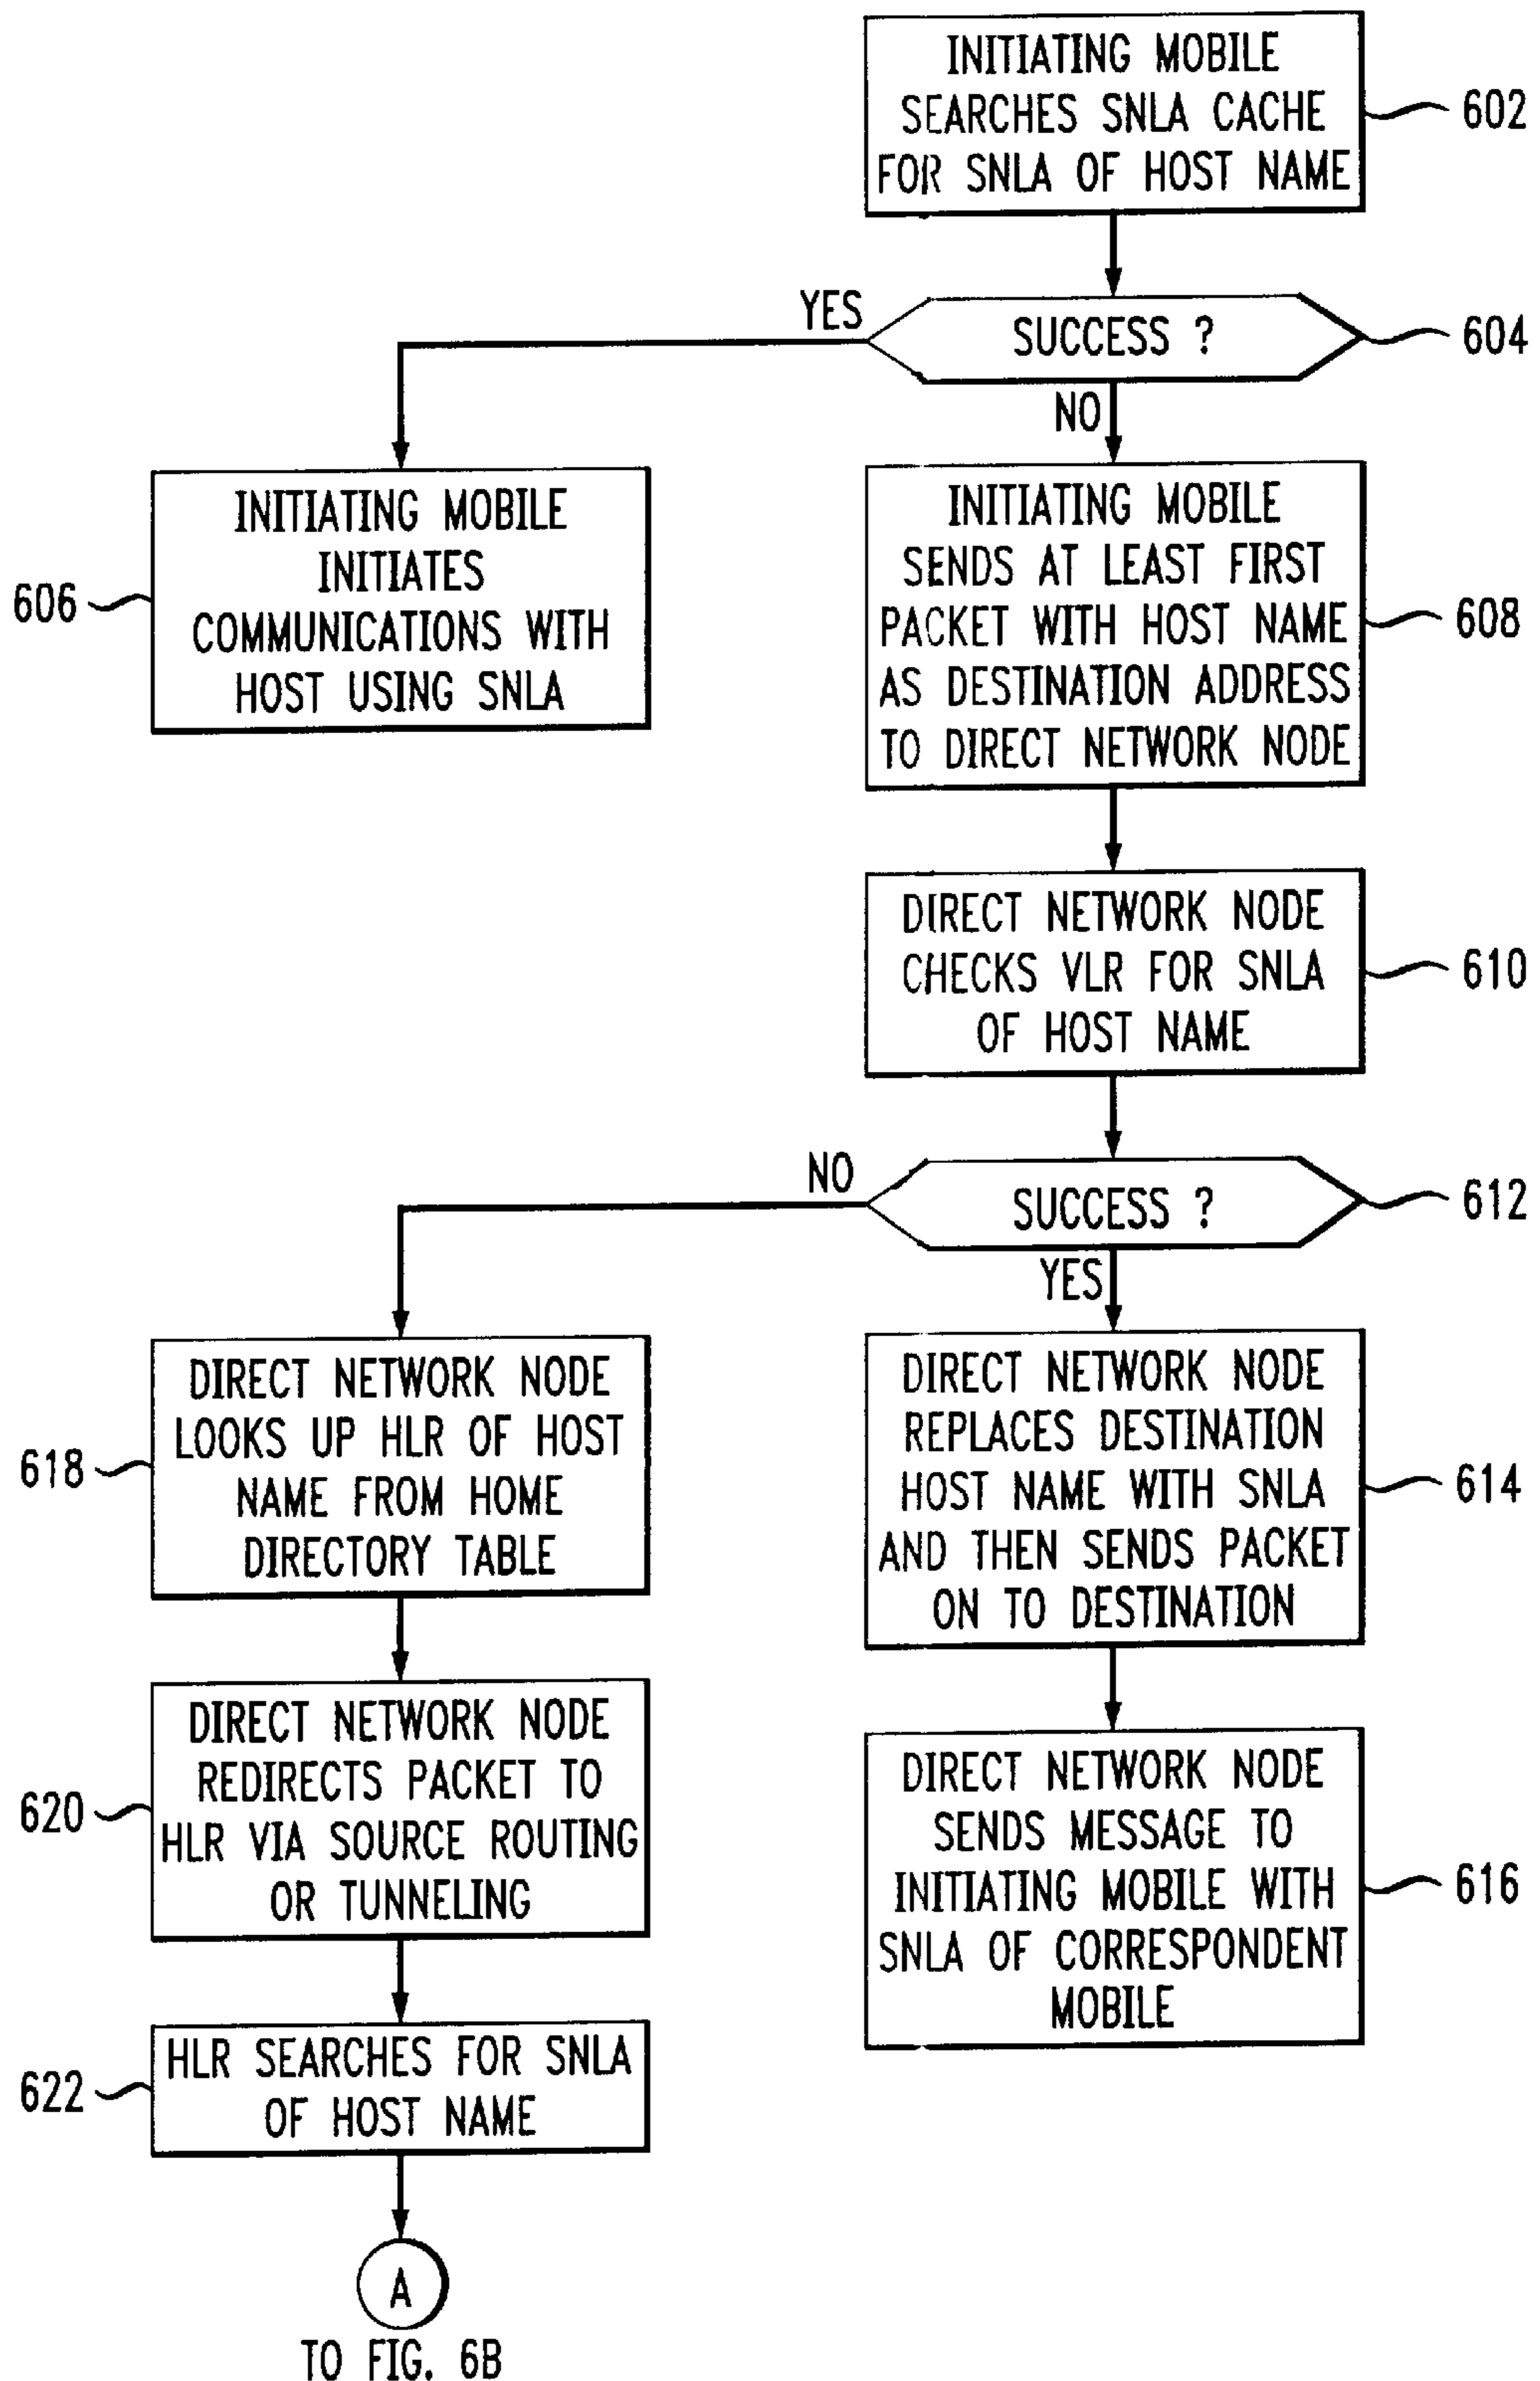 INITIATING MOBILE
SEARCHES SNLA CACHE
FOR SNLA OF HOST NAME
602
SUCCESS ?
604
YES
NO
INITIATING MOBILE
INITIATES
COMMUNICATIONS WITH
HOST USING SNLA
606
INITIATING MOBILE
SENDS AT LEAST FIRST
PACKET WITH HOST NAME
AS DESTINATION ADDRESS
TO DIRECT NETWORK NODE
608
DIRECT NETWORK NODE
CHECKS VLR FOR SNLA
OF HOST NAME
610
SUCCESS ?
612
NO
YES
DIRECT NETWORK NODE
LOOKS UP HLR OF HOST
NAME FROM HOME
DIRECTORY TABLE
618
DIRECT NETWORK NODE
REPLACES DESTINATION
HOST NAME WITH SNLA
AND THEN SENDS PACKET
ON TO DESTINATION
614
DIRECT NETWORK NODE
REDIRECTS PACKET TO
HLR VIA SOURCE ROUTING
OR TUNNELING
620
DIRECT NETWORK NODE
SENDS MESSAGE TO
INITIATING MOBILE WITH
SNLA OF CORRESPONDENT
MOBILE
616
HLR SEARCHES FOR SNLA
OF HOST NAME
622
A
TO FIG. 6B